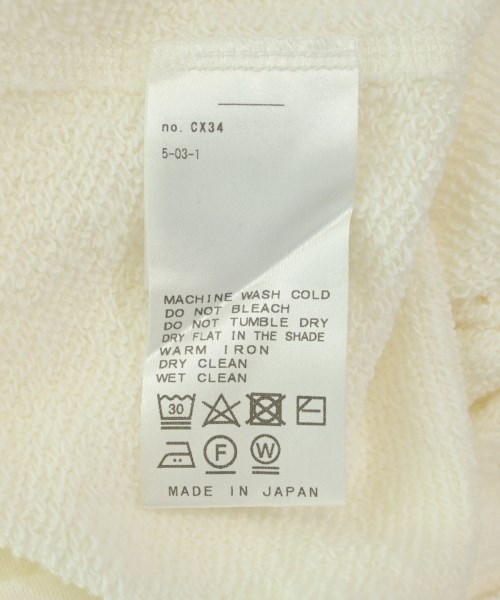 no. CX34
5-03-1
MACHINE WASH COLD
DO NOT BLEACH
DO NOT TUMBLE DRY
DRY FLAT IN THE SHADE
WARM IRON
DRY CLEAN
WET CLEAN
30
F W
MADE IN JAPAN